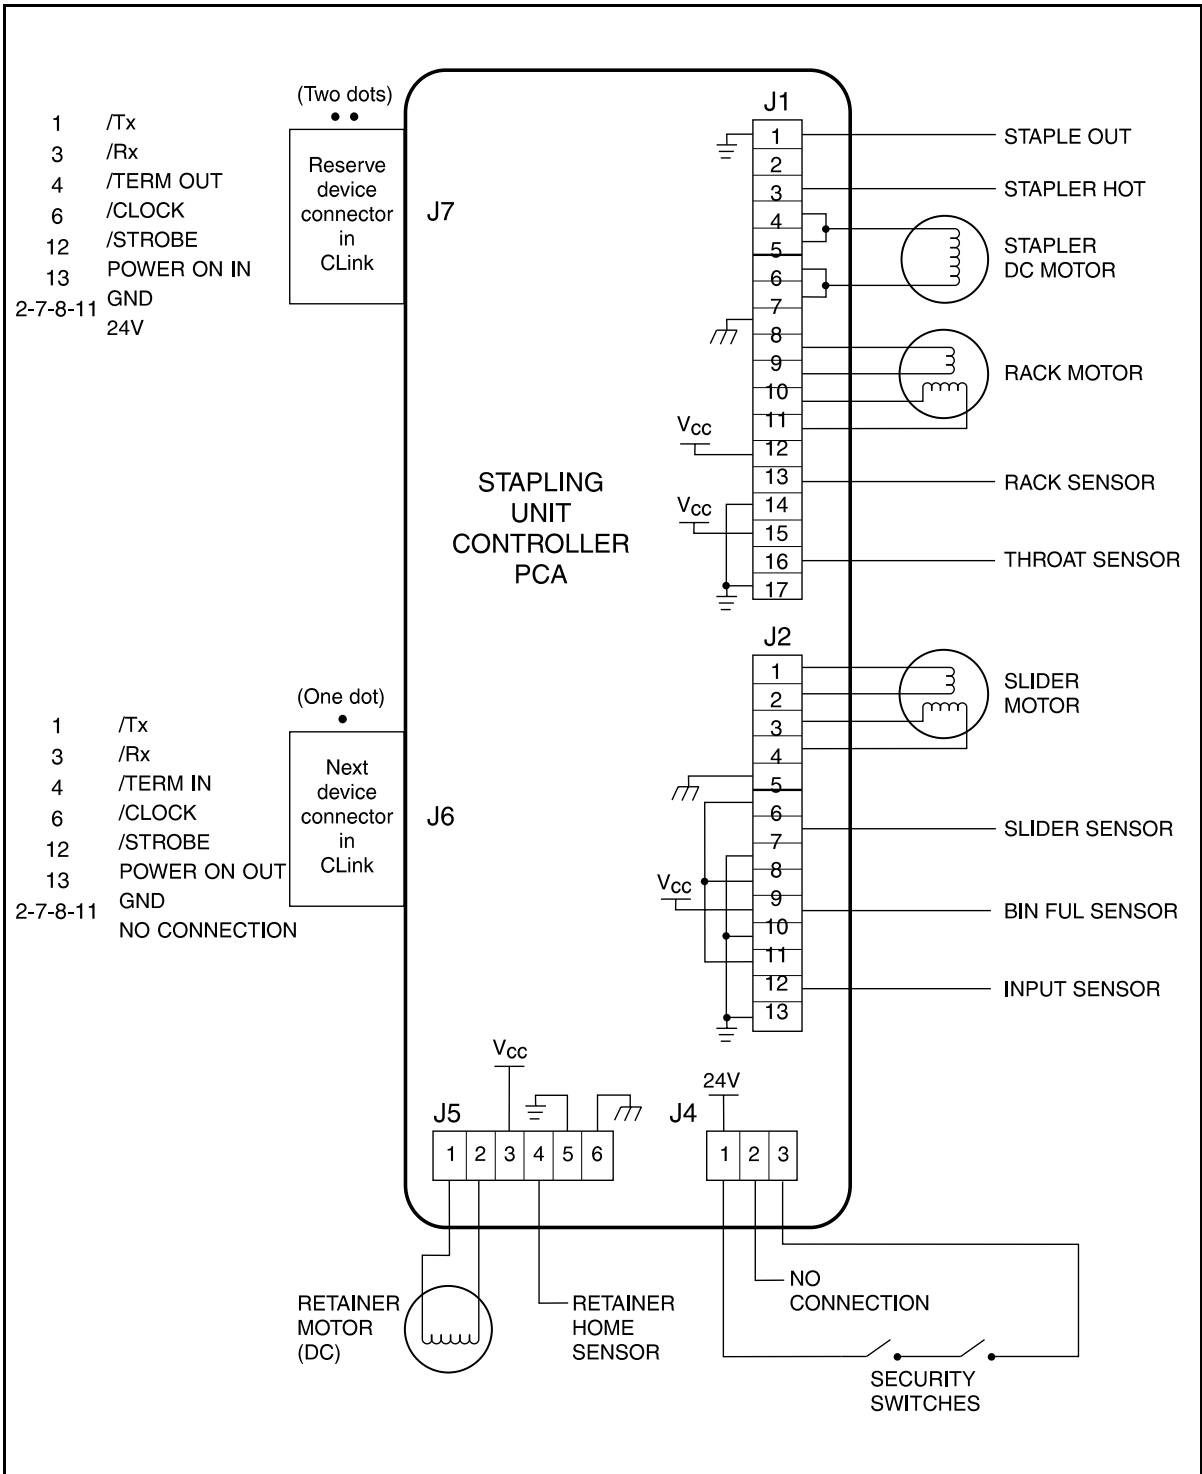 (Two dots)
1 /Tx
3 /Rx
4 /TERM OUT
6 /CLOCK
12 /STROBE
13 POWER ON IN
2-7-8-11 GND
24V
Reserve
device
connector
in
CLink
J7
(One dot)
1 /Tx
3 /Rx
4 /TERM IN
6 /CLOCK
12 /STROBE
13 POWER ON OUT
2-7-8-11 GND
NO CONNECTION
Next
device
connector
in
CLink
J6
STAPLING
UNIT
CONTROLLER
PCA
J1
1
2
3
4
5
6
7
8
9
10
11
12
13
14
15
16
17
VCC
VCC
STAPLE OUT
STAPLER HOT
STAPLER
DC MOTOR
RACK MOTOR
RACK SENSOR
THROAT SENSOR
J2
1
2
3
4
5
6
7
8
9
10
11
12
13
VCC
SLIDER
MOTOR
SLIDER SENSOR
BIN FUL SENSOR
INPUT SENSOR
VCC
J5
1 2 3 4 5 6
24V
J4
1 2 3
RETAINER
MOTOR
(DC)
RETAINER
HOME
SENSOR
NO
CONNECTION
SECURITY
SWITCHES